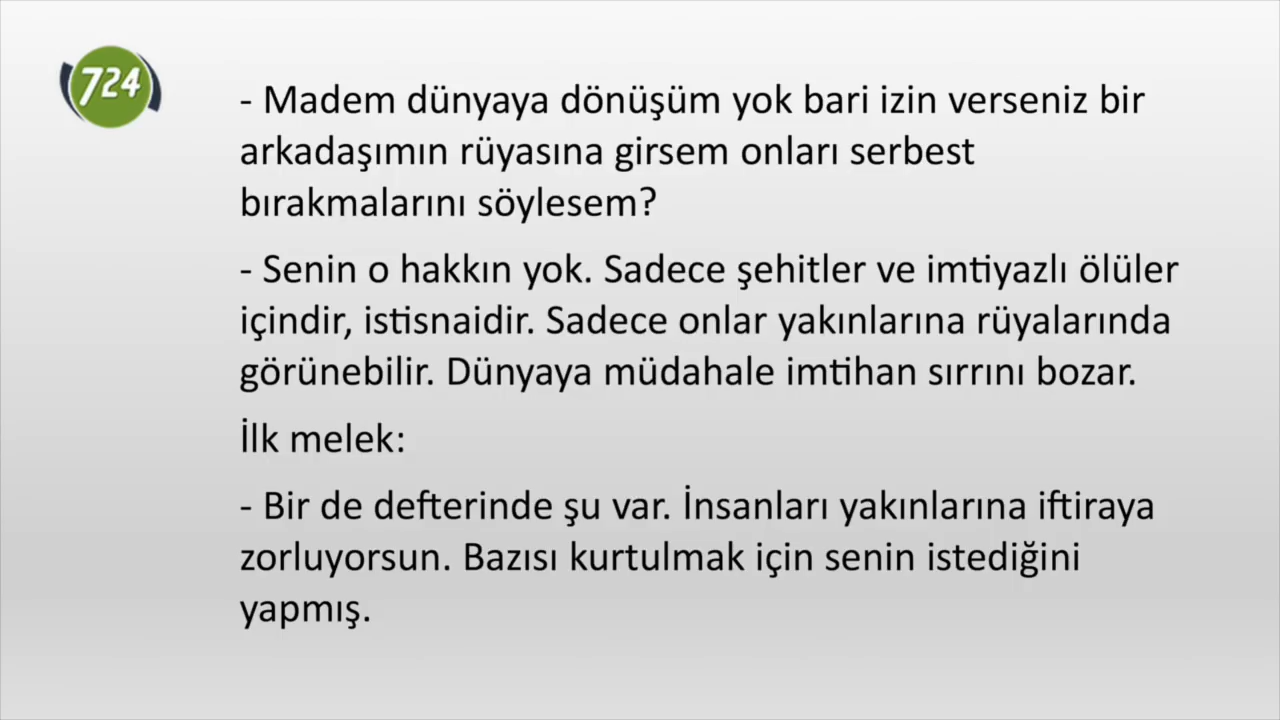 724
- Madem dünyaya dönüşüm yok bari izin verseniz bir
arkadaşımın rüyasına girsem onları serbest
bırakmalarını söylesem?
- Senin o hakkın yok. Sadece şehitler ve imtiyazlı ölüler
içindir, istisnaidir. Sadece onlar yakınlarına rüyalarında
görünebilir. Dünyaya müdahale imtihan sırrını bozar.
İlk melek:
- Bir de defterinde şu var. İnsanları yakınlarına iftiraya
zorluyorsun. Bazısı kurtulmak için senin istediğini
yapmış.